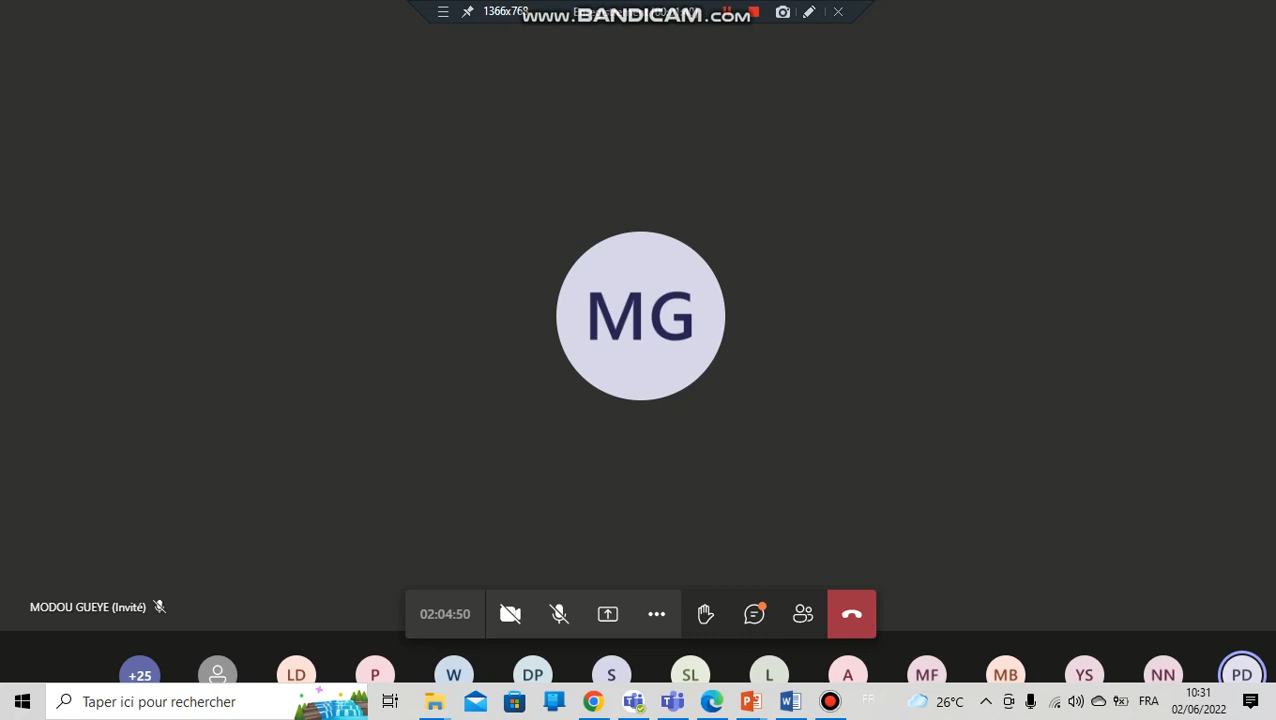 1366x768
www.BANDICAM.com
MG
MODOU GUEYE (Invité)
02:04:50
+25
LD
P
W
DP
S
SL
L
A
MF
MB
YS
NN
PD
Taper ici pour rechercher
FR
26°C
FRA
10:31
02/06/2022